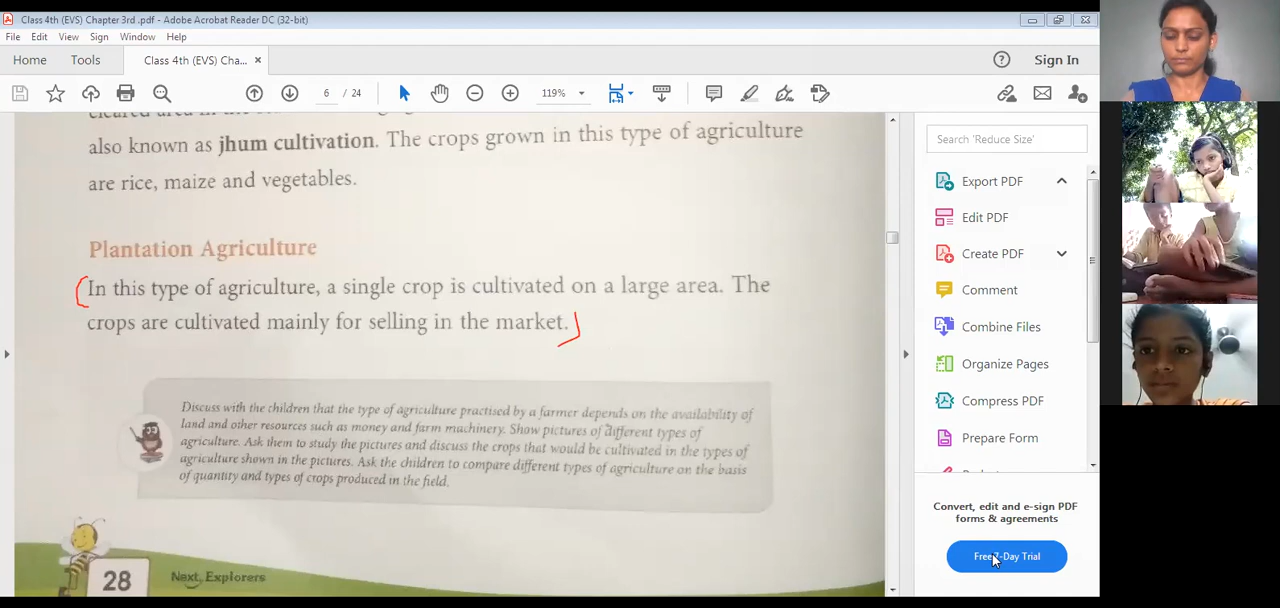 Class 4th (EVS) Chapter 3rd .pdf - Adobe Acrobat Reader DC (32-bit)
File Edit View Sign Window Help
Home Tools Class 4th (EVS) Cha... × Sign In
6 / 24 119%
also known as jhum cultivation. The crops grown in this type of agriculture
are rice, maize and vegetables.
Plantation Agriculture
In this type of agriculture, a single crop is cultivated on a large area. The
crops are cultivated mainly for selling in the market.
Discuss with the children that the type of agriculture practised by a farmer depends on the availability of
land and other resources such as money and farm machinery. Show pictures of different types of
agriculture. Ask them to study the pictures and discuss the crops that would be cultivated in the types of
agriculture shown in the pictures. Ask the children to compare different types of agriculture on the basis
of quantity and types of crops produced in the field.
28 Next, Explorers
Search 'Reduce Size'
Export PDF
Edit PDF
Create PDF
Comment
Combine Files
Organize Pages
Compress PDF
Prepare Form
Convert, edit and e-sign PDF
forms & agreements
Free 7-Day Trial